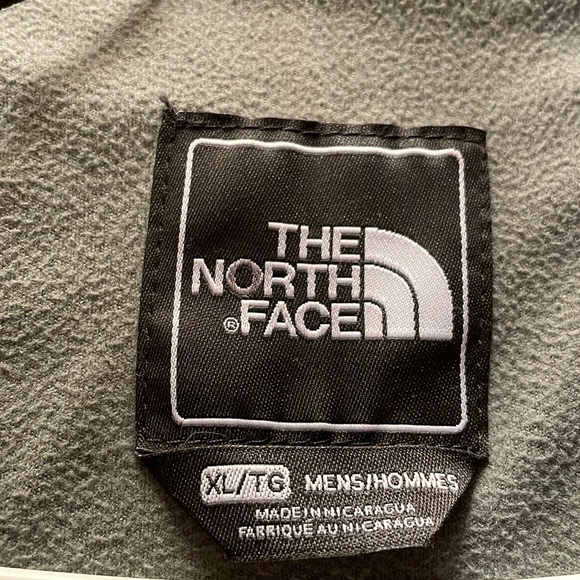 THE
NORTH
® FACE
XL/TG MENS/HOMMES
MADE IN NICARAGUA
FABRIQUE AU NICARAGUA